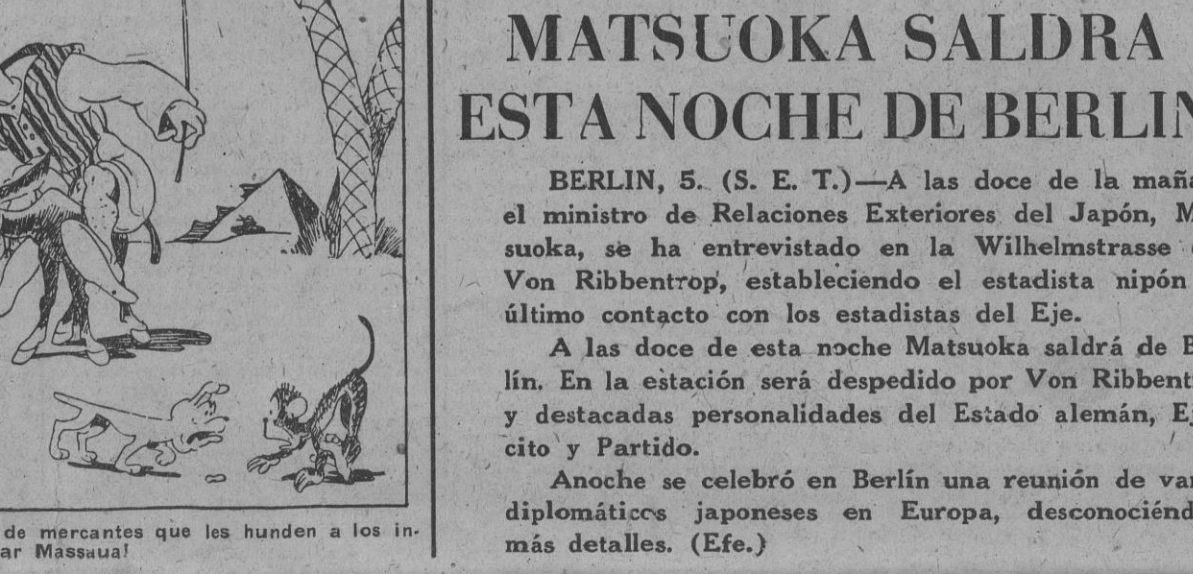 MATSUOKA SALDRA
ESTA NOCHE DE BERLIN
BERLIN, 5. (S. E. T.)—A las doce de la maña
el ministro de Relaciones Exteriores del Japón, M
suoka, se ha entrevistado en la Wilhelmstrasse
Von Ribbentrop, estableciendo el estadista nipón
último contacto con los estadistas del Eje.
A las doce de esta noche Matsuoka saldrá de B
lín. En la estación será despedido por Von Ribbent
y destacadas personalidades del Estado alemán, Ej
cito y Partido.
Anoche se celebró en Berlín una reunión de var
diplomáticos japoneses en Europa, desconociénd
más detalles. (Efe.)
de mercantes que les hunden a los in-
ar Massaua!